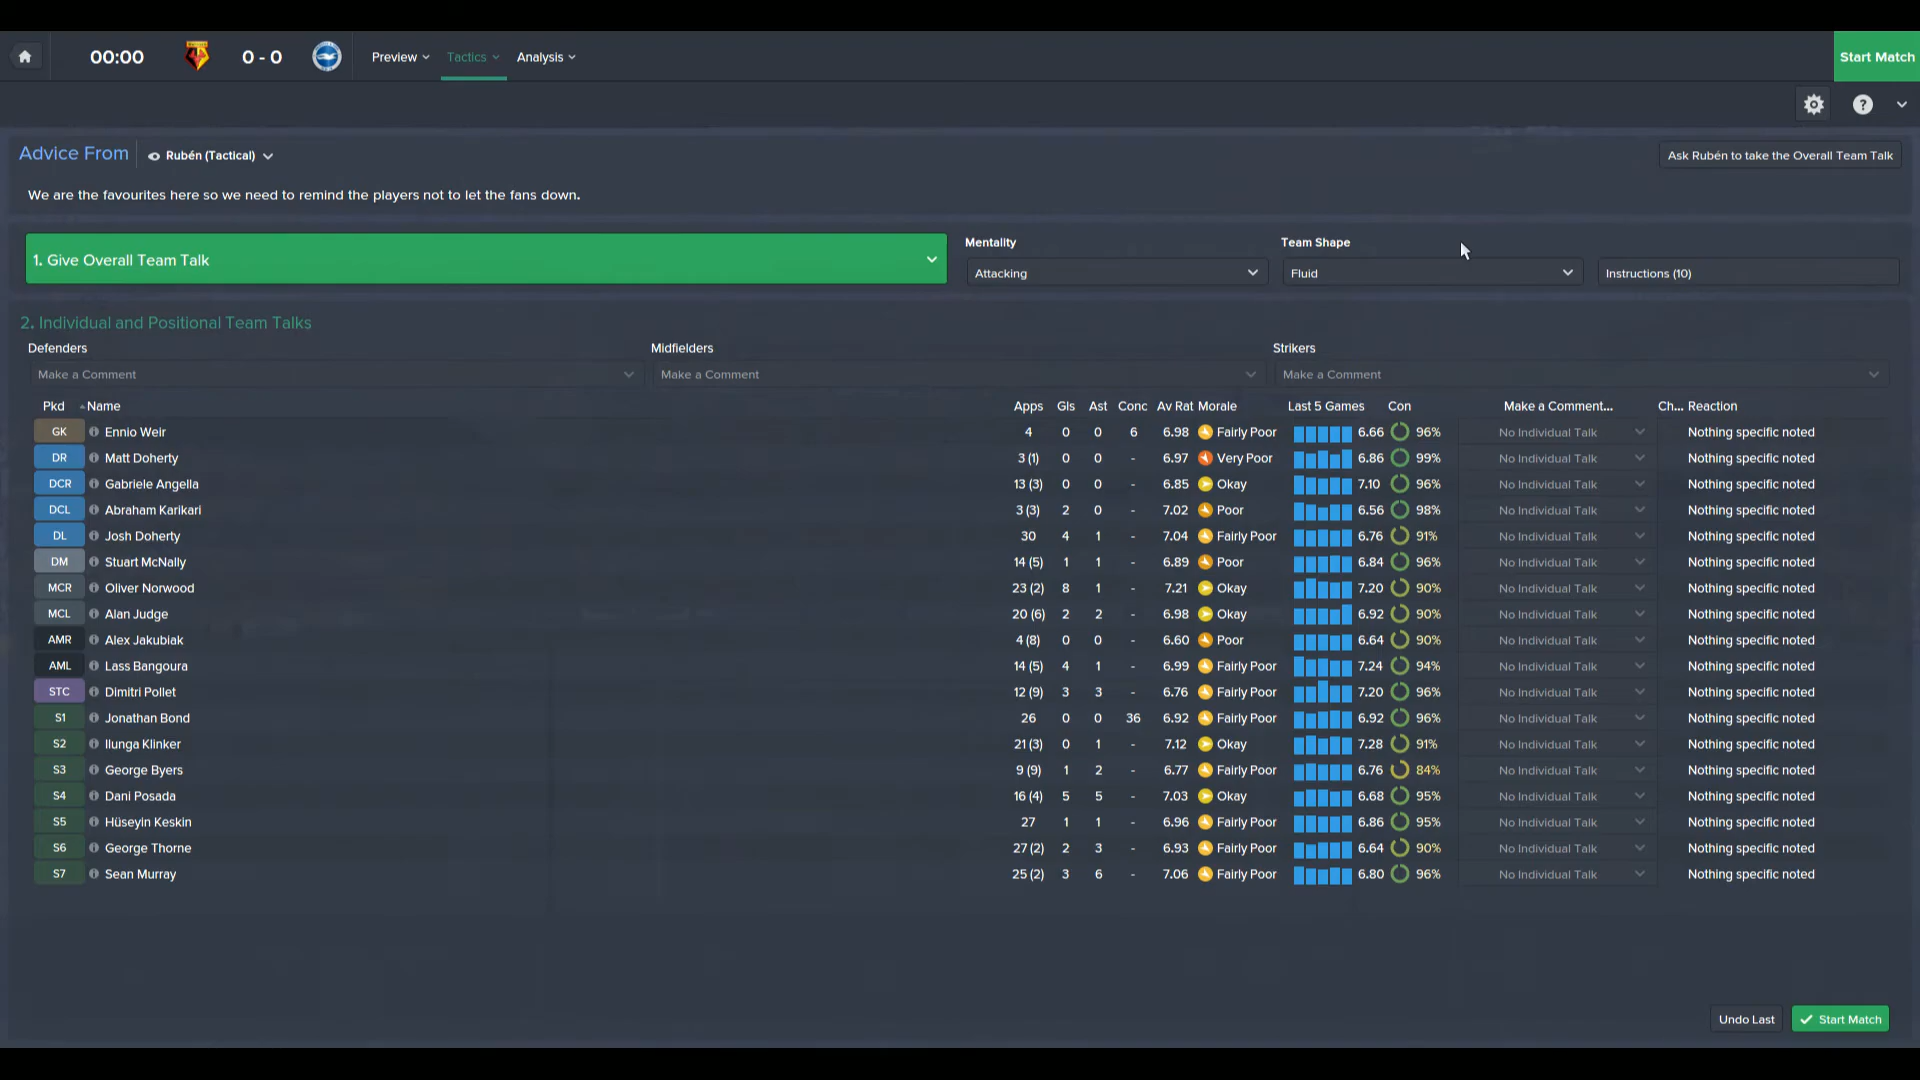 00:00 0 - 0 Preview Tactics Analysis Start Match
?
Advice From Rubén (Tactical) Ask Rubén to take the Overall Team Talk
We are the favourites here so we need to remind the players not to let the fans down.
1. Give Overall Team Talk
Mentality Team Shape
Attacking Fluid Instructions (10)
2. Individual and Positional Team Talks
Defenders Midfielders Strikers
Make a Comment Make a Comment Make a Comment
Pkd Name Apps Gls Ast Conc Av Rat Morale Last 5 Games Con Make a Comment... Ch... Reaction
GK Ennio Weir 4 0 0 6 6.98 Fairly Poor 6.66 96% No Individual Talk Nothing specific noted
DR Matt Doherty 3 (1) 0 0 - 6.97 Very Poor 6.86 99% No Individual Talk Nothing specific noted
DCR Gabriele Angella 13 (3) 0 0 - 6.85 Okay 7.10 96% No Individual Talk Nothing specific noted
DCL Abraham Karikari 3 (3) 2 0 - 7.02 Poor 6.56 98% No Individual Talk Nothing specific noted
DL Josh Doherty 30 4 1 - 7.04 Fairly Poor 6.76 91% No Individual Talk Nothing specific noted
DM Stuart McNally 14 (5) 1 1 - 6.89 Poor 6.84 96% No Individual Talk Nothing specific noted
MCR Oliver Norwood 23 (2) 8 1 - 7.21 Okay 7.20 90% No Individual Talk Nothing specific noted
MCL Alan Judge 20 (6) 2 2 - 6.98 Okay 6.92 90% No Individual Talk Nothing specific noted
AMR Alex Jakubiak 4 (8) 0 0 - 6.60 Poor 6.64 90% No Individual Talk Nothing specific noted
AML Lass Bangoura 14 (5) 4 1 - 6.99 Fairly Poor 7.24 94% No Individual Talk Nothing specific noted
STC Dimitri Pollet 12 (9) 3 3 - 6.76 Fairly Poor 7.20 96% No Individual Talk Nothing specific noted
S1 Jonathan Bond 26 0 0 36 6.92 Fairly Poor 6.92 96% No Individual Talk Nothing specific noted
S2 Ilunga Klinker 21 (3) 0 1 - 7.12 Okay 7.28 91% No Individual Talk Nothing specific noted
S3 George Byers 9 (9) 1 2 - 6.77 Fairly Poor 6.76 84% No Individual Talk Nothing specific noted
S4 Dani Posada 16 (4) 5 5 - 7.03 Okay 6.68 95% No Individual Talk Nothing specific noted
S5 Hüseyin Keskin 27 1 1 - 6.96 Fairly Poor 6.86 95% No Individual Talk Nothing specific noted
S6 George Thorne 27 (2) 2 3 - 6.93 Fairly Poor 6.64 90% No Individual Talk Nothing specific noted
S7 Sean Murray 25 (2) 3 6 - 7.06 Fairly Poor 6.80 96% No Individual Talk Nothing specific noted
Undo Last Start Match